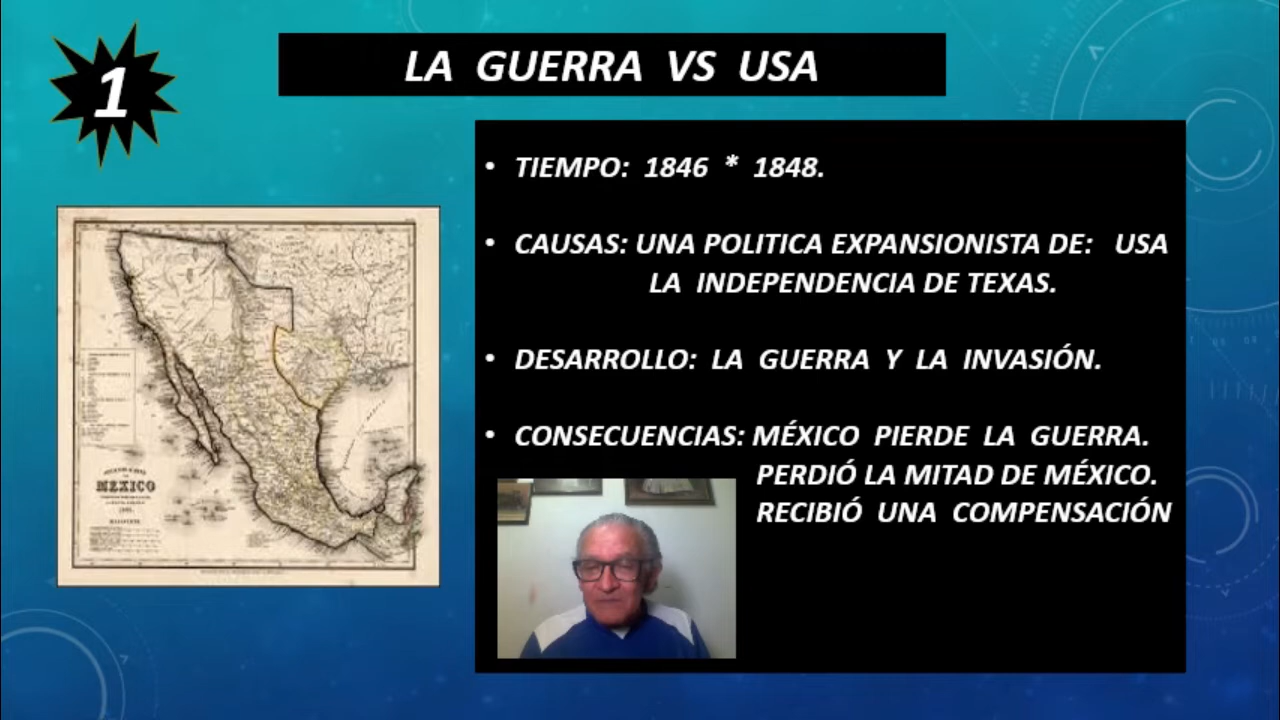 1
LA GUERRA VS USA
• TIEMPO: 1846 * 1848.
• CAUSAS: UNA POLITICA EXPANSIONISTA DE: USA
LA INDEPENDENCIA DE TEXAS.
• DESARROLLO: LA GUERRA Y LA INVASIÓN.
• CONSECUENCIAS: MÉXICO PIERDE LA GUERRA.
PERDIÓ LA MITAD DE MÉXICO.
RECIBIÓ UNA COMPENSACIÓN
MEXICO